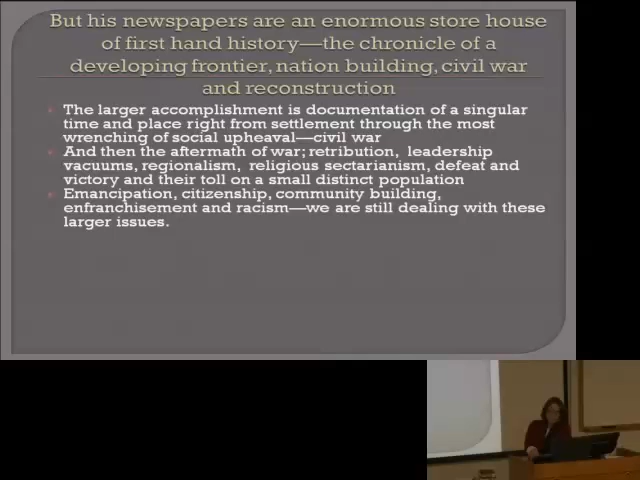 But his newspapers are an enormous store house
of first hand history—the chronicle of a
developing frontier, nation building, civil war
and reconstruction
The larger accomplishment is documentation of a singular
time and place right from settlement through the most
wrenching of social upheaval—civil war
And then the aftermath of war; retribution, leadership
vacuums, regionalism, religious sectarianism, defeat and
victory and their toll on a small distinct population
Emancipation, citizenship, community building,
enfranchisement and racism—we are still dealing with these
larger issues.